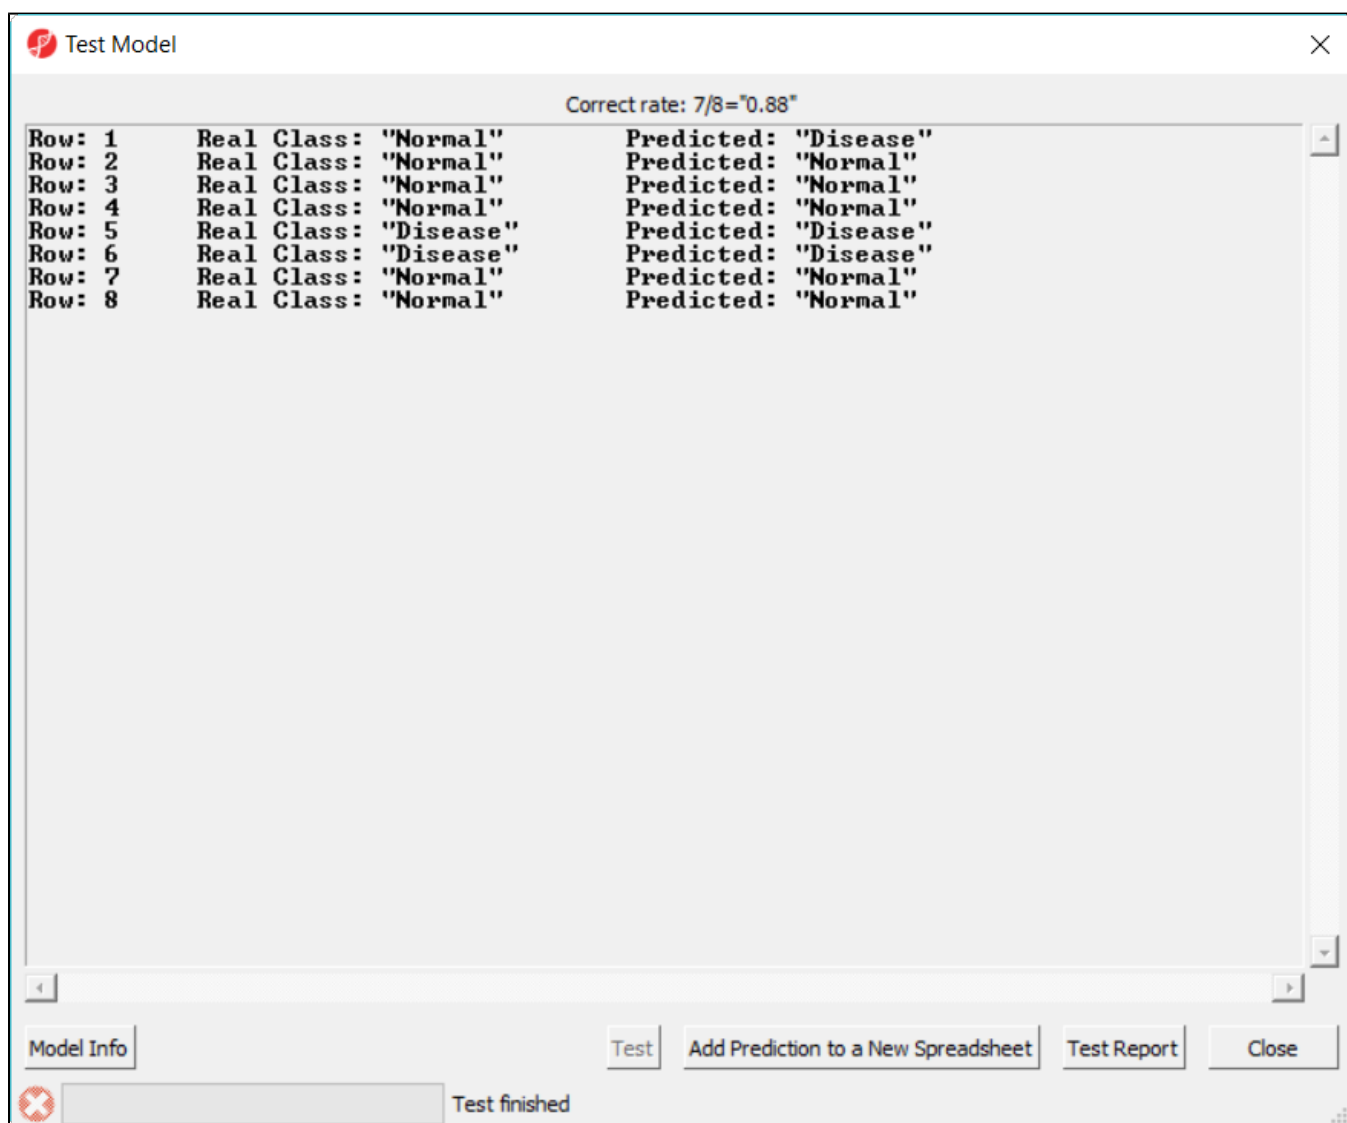 Test Model
Correct rate: 7/8="0.88"
Row: 1 Real Class: "Normal" Predicted: "Disease"
Row: 2 Real Class: "Normal" Predicted: "Normal"
Row: 3 Real Class: "Normal" Predicted: "Normal"
Row: 4 Real Class: "Normal" Predicted: "Normal"
Row: 5 Real Class: "Disease" Predicted: "Disease"
Row: 6 Real Class: "Disease" Predicted: "Disease"
Row: 7 Real Class: "Normal" Predicted: "Normal"
Row: 8 Real Class: "Normal" Predicted: "Normal"
Model Info Test Add Prediction to a New Spreadsheet Test Report Close
Test finished